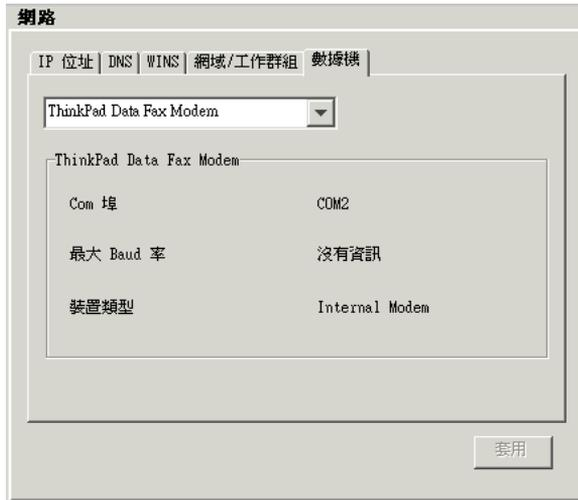 網路
IP 位址 DNS WINS 網域/工作群組 數據機
ThinkPad Data Fax Modem
ThinkPad Data Fax Modem
Com 埠 COM2
最大 Baud 率 沒有資訊
裝置類型 Internal Modem
套用